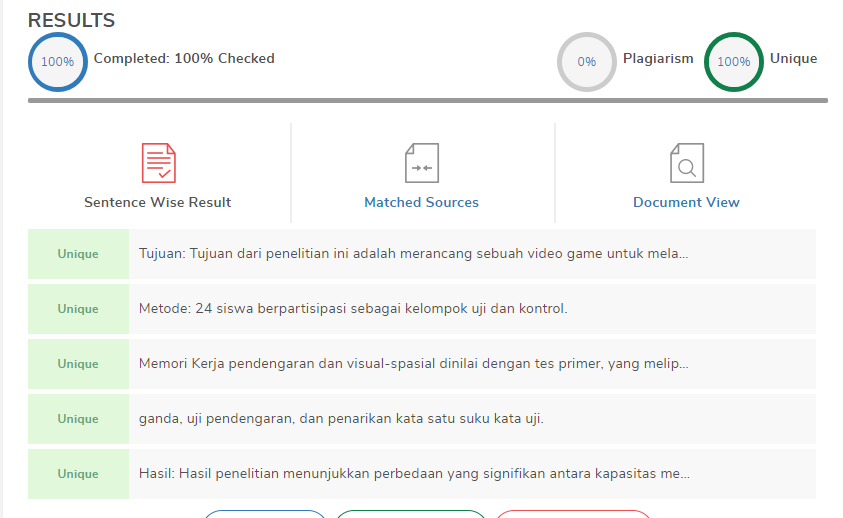 RESULTS
100% Completed: 100% Checked 0% Plagiarism 100% Unique
Sentence Wise Result Matched Sources Document View
Unique Tujuan: Tujuan dari penelitian ini adalah merancang sebuah video game untuk mela...
Unique Metode: 24 siswa berpartisipasi sebagai kelompok uji dan kontrol.
Unique Memori Kerja pendengaran dan visual-spasial dinilai dengan tes primer, yang melip...
Unique ganda, uji pendengaran, dan penarikan kata satu suku kata uji.
Unique Hasil: Hasil penelitian menunjukkan perbedaan yang signifikan antara kapasitas me...